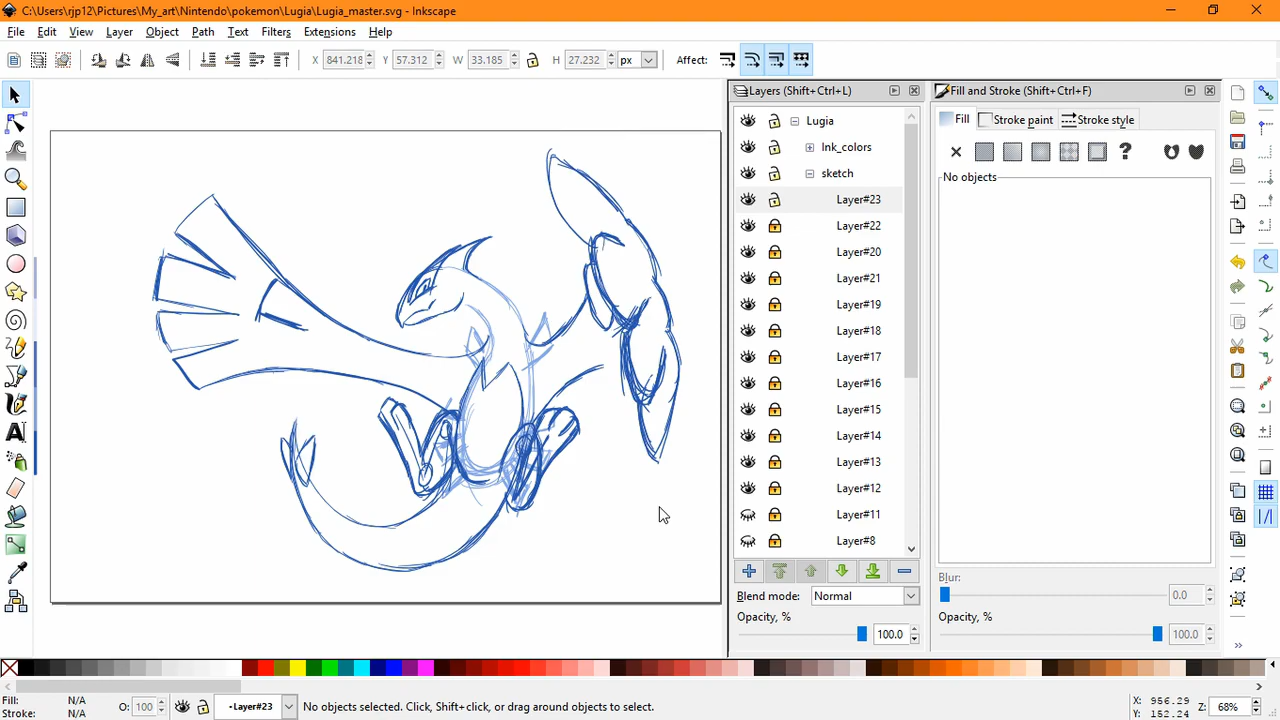 C:\Users\rjp12\Pictures\My_art\Nintendo\pokemon\Lugia\Lugia_master.svg - Inkscape
File Edit View Layer Object Path Text Filters Extensions Help
X 841.218 Y 57.312 W 33.185 H 27.232 px Affect:
Layers (Shift+Ctrl+L)
Lugia
Ink_colors
sketch
Layer#23
Layer#22
Layer#20
Layer#21
Layer#19
Layer#18
Layer#17
Layer#16
Layer#15
Layer#14
Layer#13
Layer#12
Layer#11
Layer#8
Blend mode: Normal
Opacity, %
100.0
Fill and Stroke (Shift+Ctrl+F)
Fill Stroke paint Stroke style
No objects
Blur:
0.0
Opacity, %
100.0
Fill: N/A
Stroke: N/A
O: 100
·Layer#23
No objects selected. Click, Shift+click, or drag around objects to select.
X: 956.29
Y: 152.24
Z: 68%